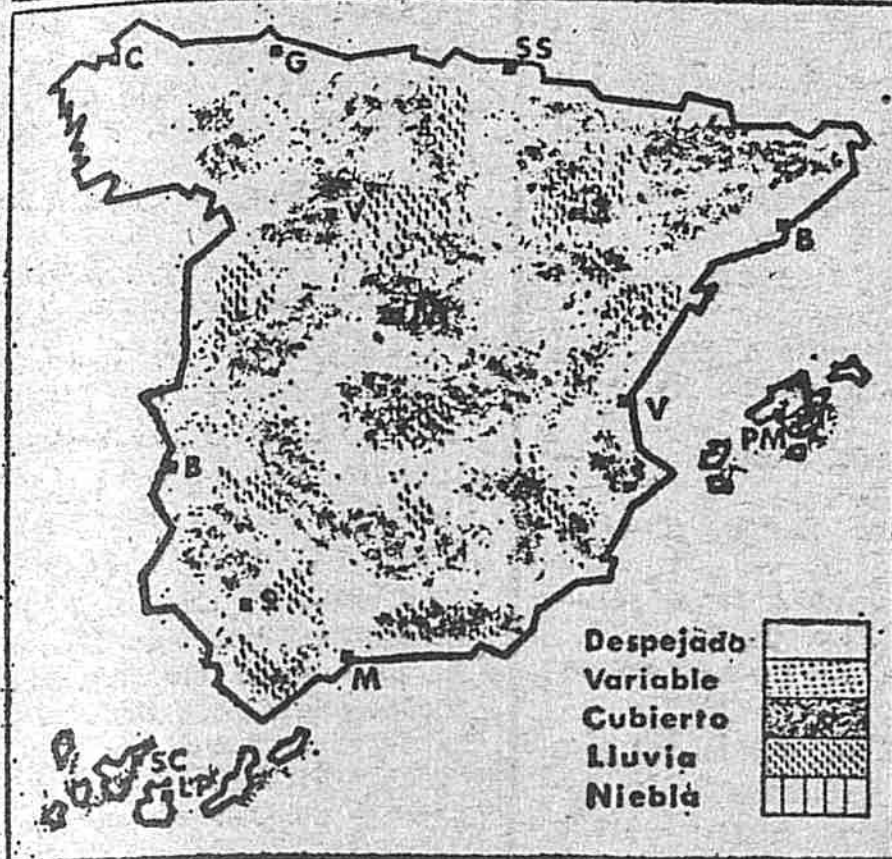 C
G
SS
V
Z
B
M
V
PM
B
S
M
SC
LP
Despejado
Variable
Cubierto
Lluvia
Niebla